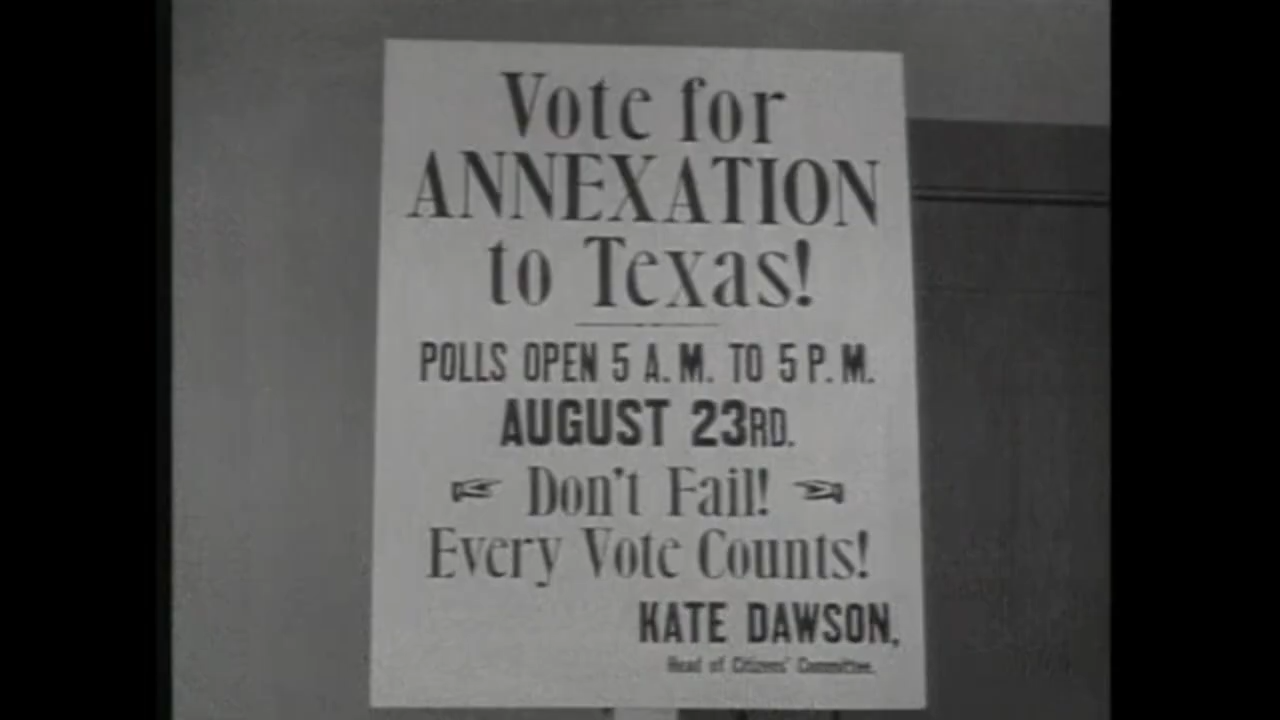 Vote for
ANNEXATION
to Texas!
POLLS OPEN 5 A.M. TO 5 P.M.
AUGUST 23RD.
Don't Fail!
Every Vote Counts!
KATE DAWSON,
Head of Citizens' Committee.